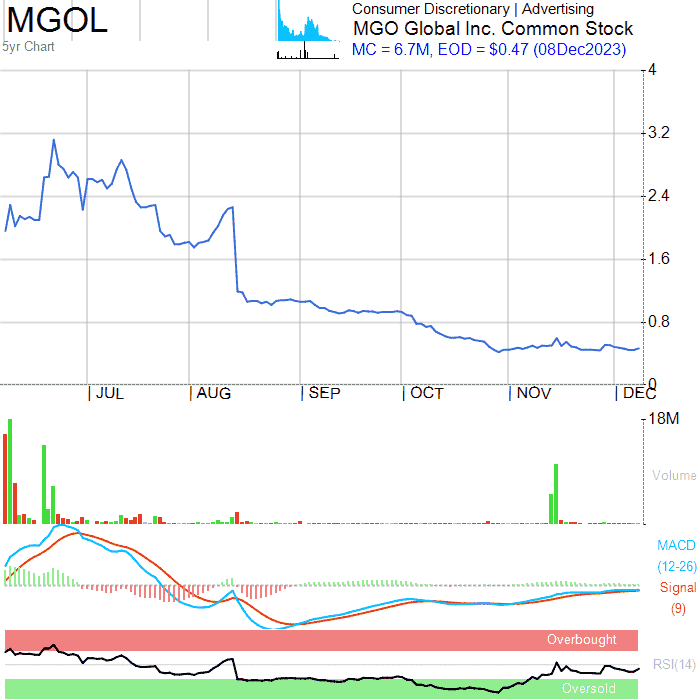 MGOL
5yr Chart
Consumer Discretionary | Advertising
MGO Global Inc. Common Stock
MC = 6.7M, EOD = $0.47 (08Dec2023)
4
3.2
2.4
1.6
0.8
0
| JUL | AUG | SEP | OCT | NOV | DEC
18M
Volume
MACD
(12-26)
Signal
(9)
Overbought
RSI(14)
Oversold